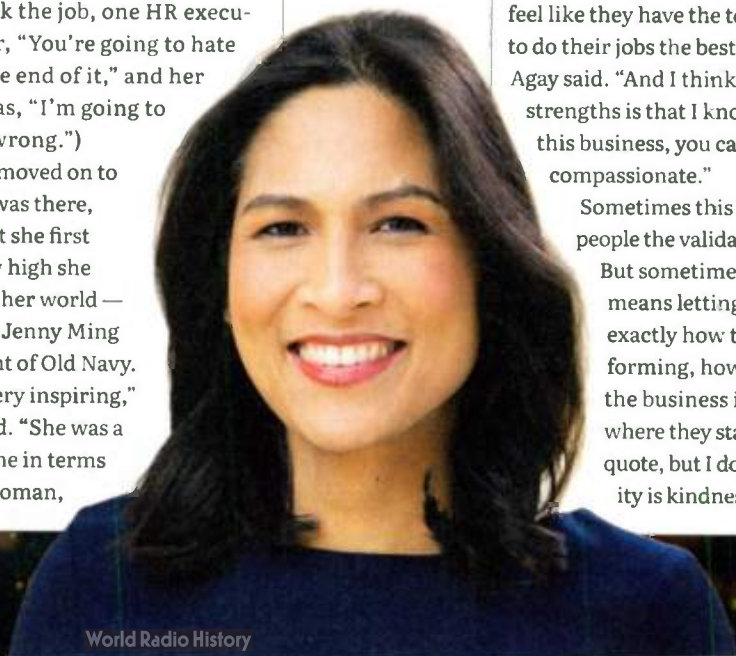 k the job, one HR execu-
r, “You’re going to hate
e end of it,” and her
as, “I’m going to
wrong.”)
moved on to
was there,
t she first
y high she
her world —
Jenny Ming
nt of Old Navy.
ery inspiring,”
d. “She was a
ne in terms
oman,
feel like they have the to
to do their jobs the best
Agay said. “And I think
strengths is that I kno
this business, you ca
compassionate.”
Sometimes this
people the valida
But sometime
means letting
exactly how t
forming, how
the business i
where they sta
quote, but I do
ity is kindne
World Radio History